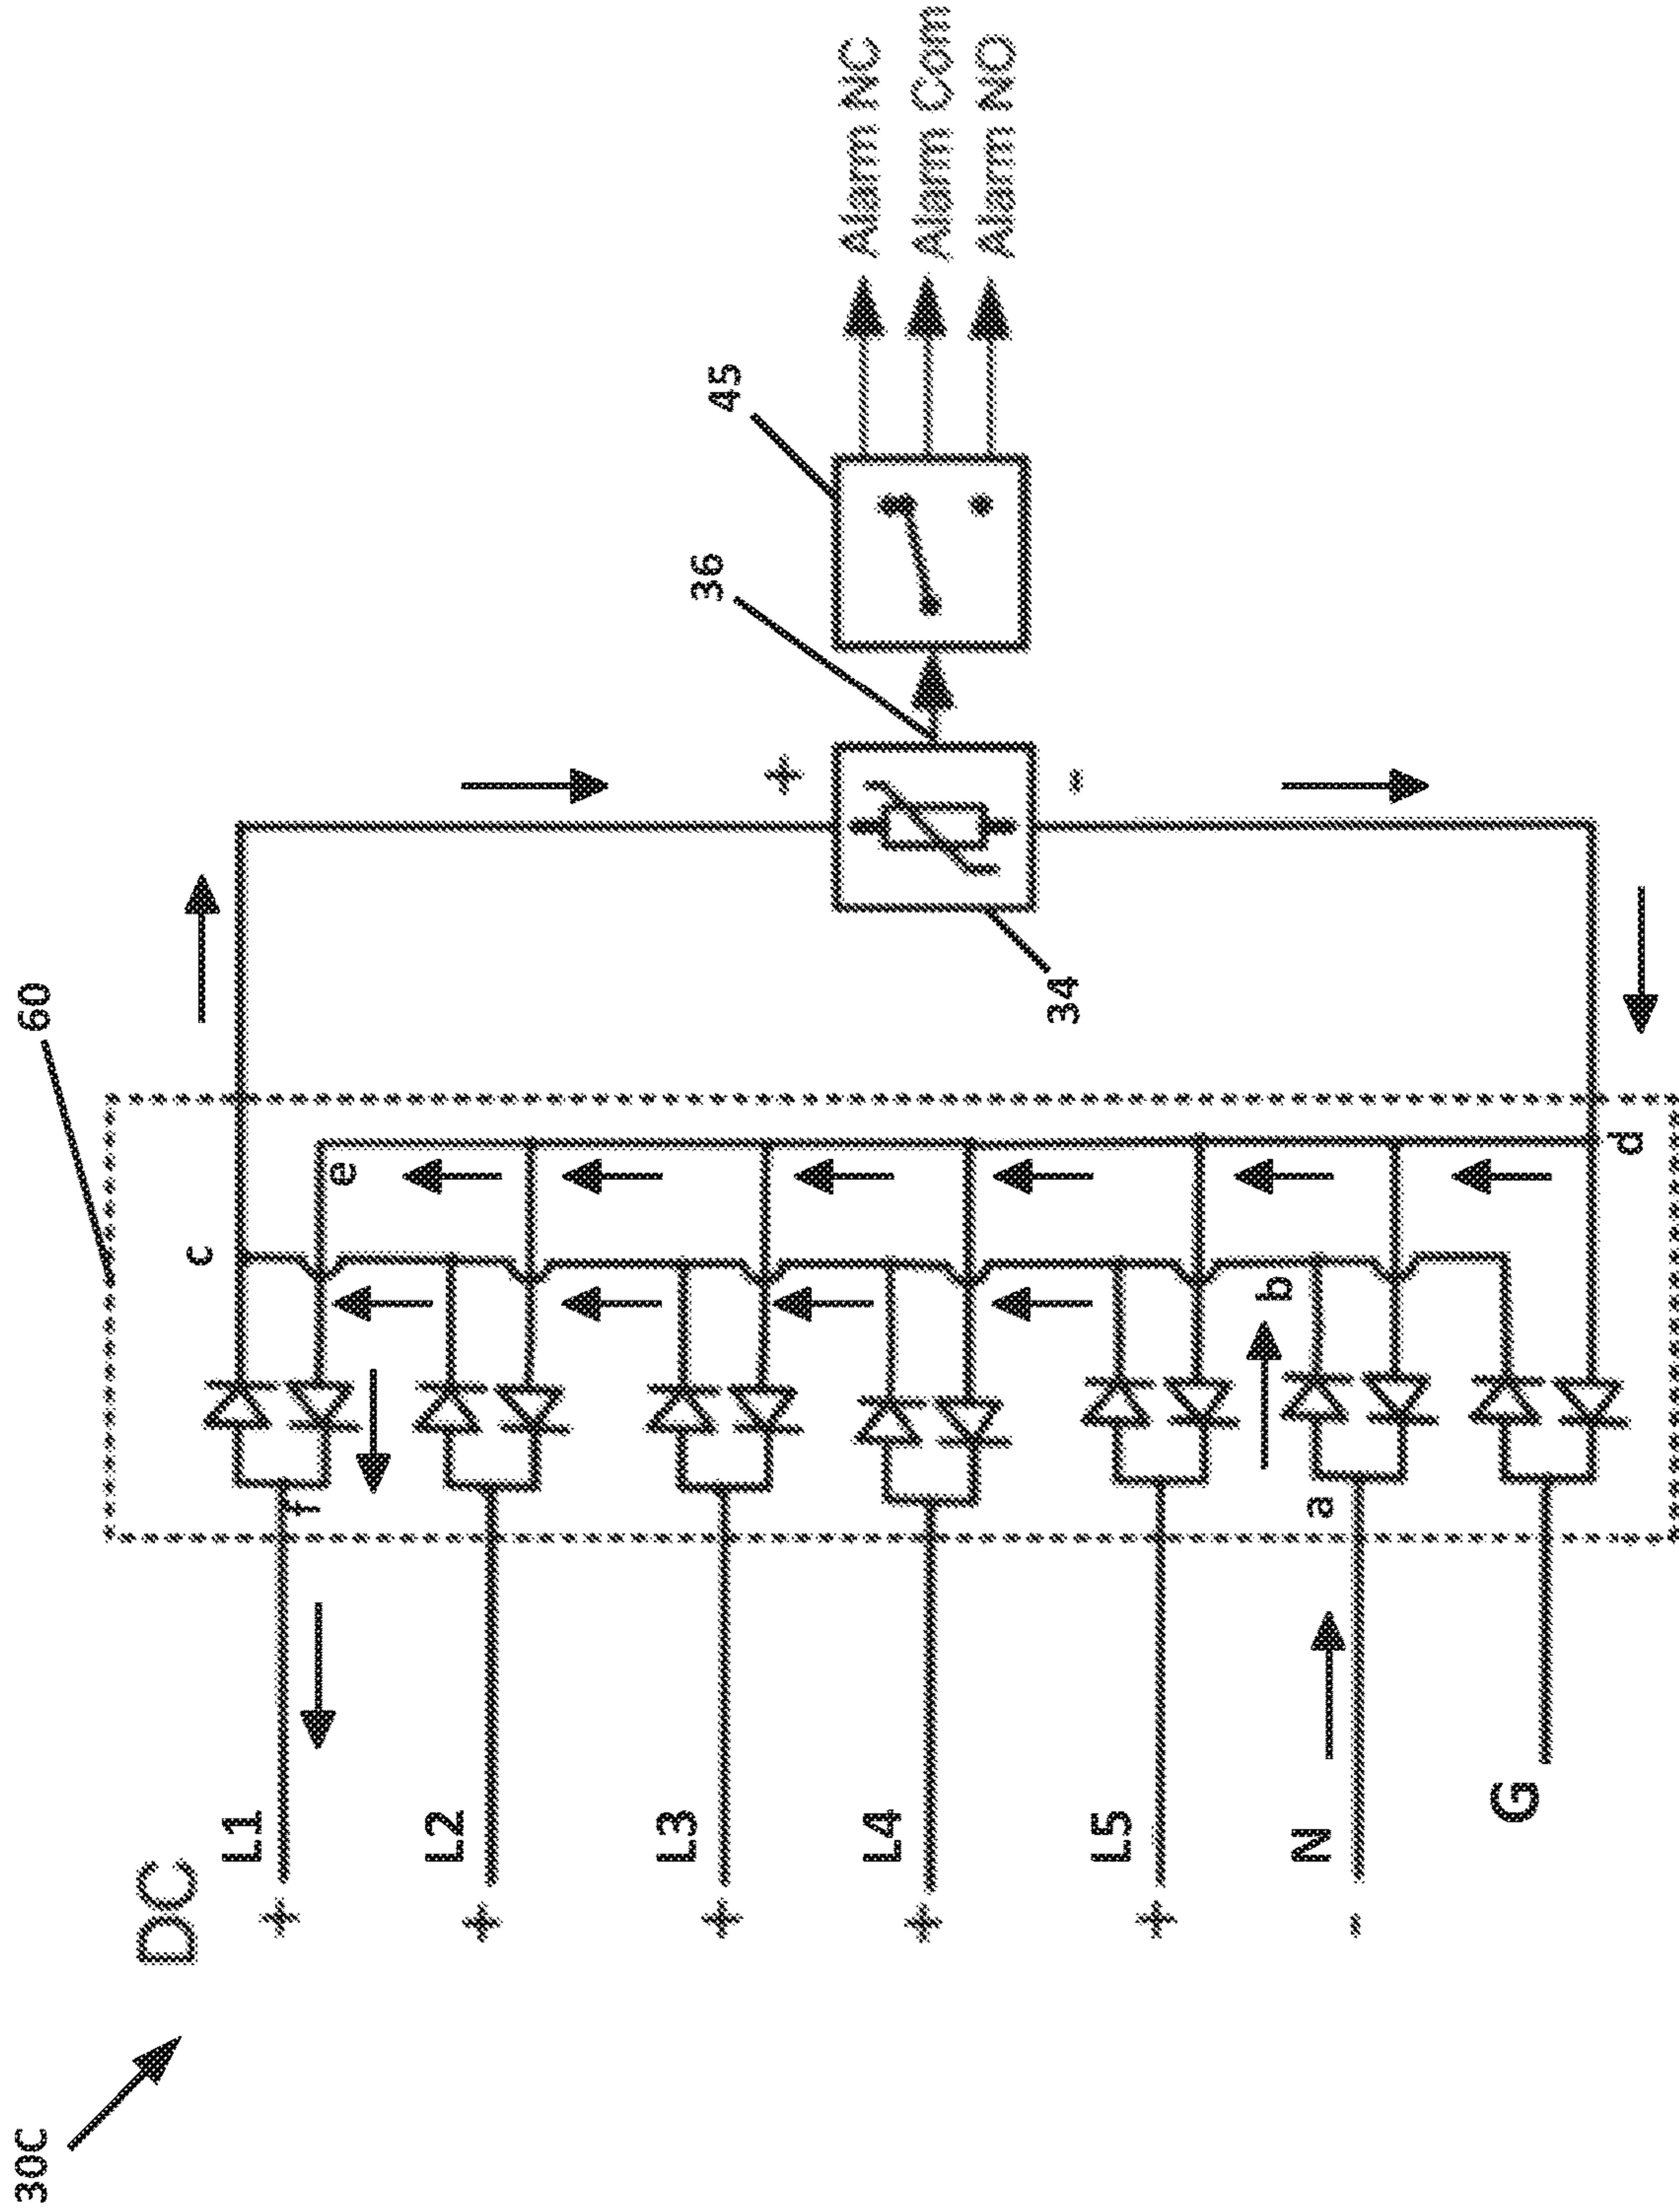 30C
60
DC
L1
L2
L3
L4
L5
N
G
+
+
+
+
+
-
a
b
c
d
e
f
+
-
34
36
45
Alarm NC
Alarm Com
Alarm NO